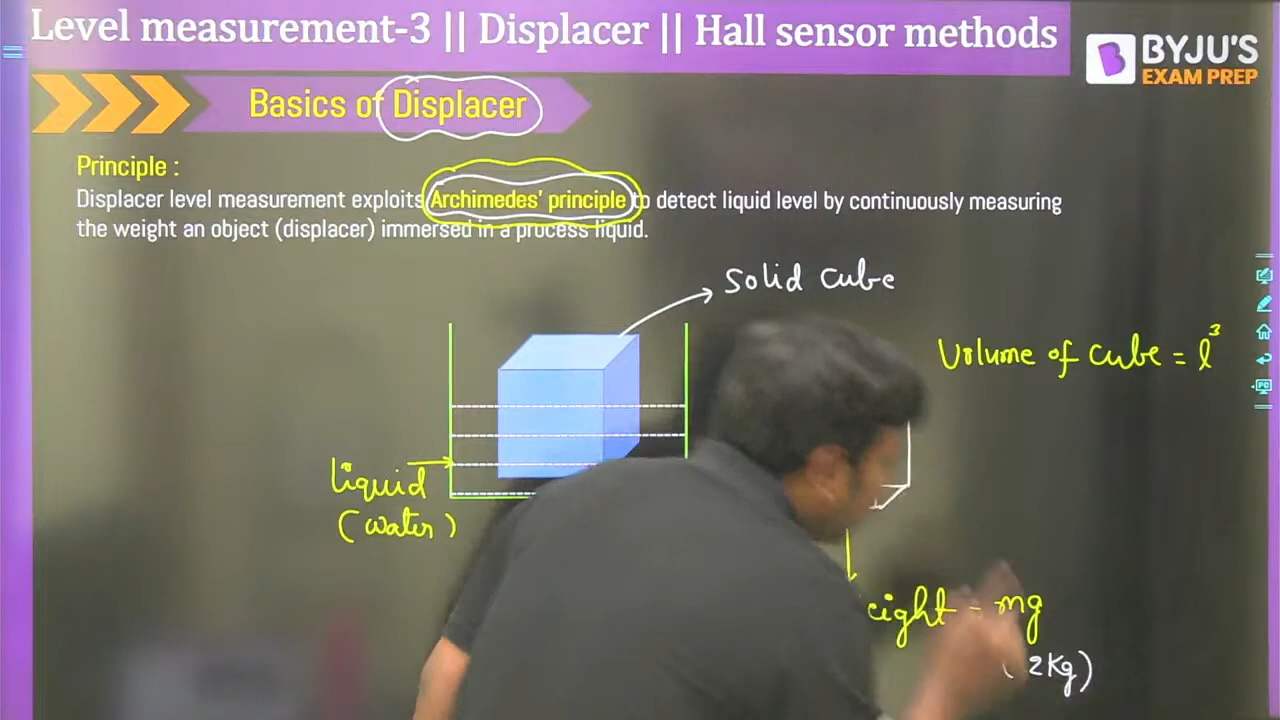 Level measurement-3 || Displacer || Hall sensor methods
BYJU'S
EXAM PREP
Basics of Displacer
Principle :
Displacer level measurement exploits Archimedes' principle to detect liquid level by continuously measuring
the weight an object (displacer) immersed in a process liquid.
Solid cube
Volume of cube = l³
liquid
(water)
eight = mg
(2Kg)
PC